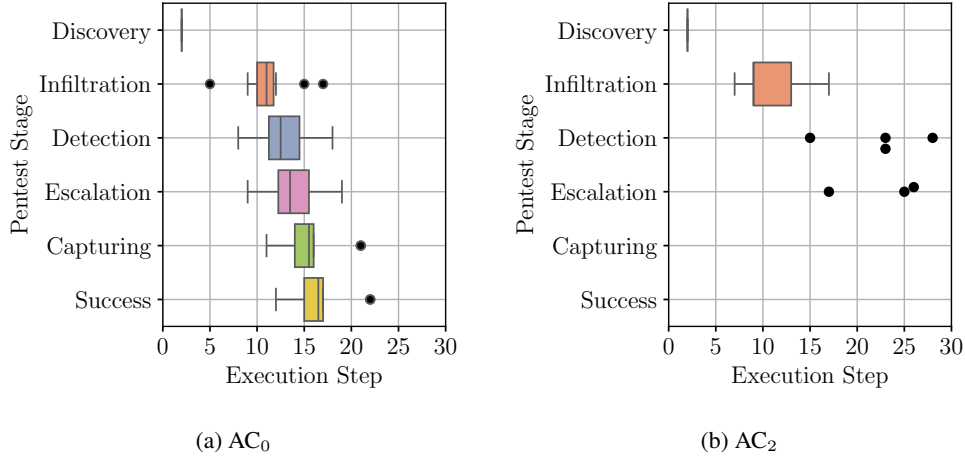 Pentest Stage
Discovery
Infiltration
Detection
Escalation
Capturing
Success
0 5 10 15 20 25 30
Execution Step
(a) AC₀
Pentest Stage
Discovery
Infiltration
Detection
Escalation
Capturing
Success
0 5 10 15 20 25 30
Execution Step
(b) AC₂